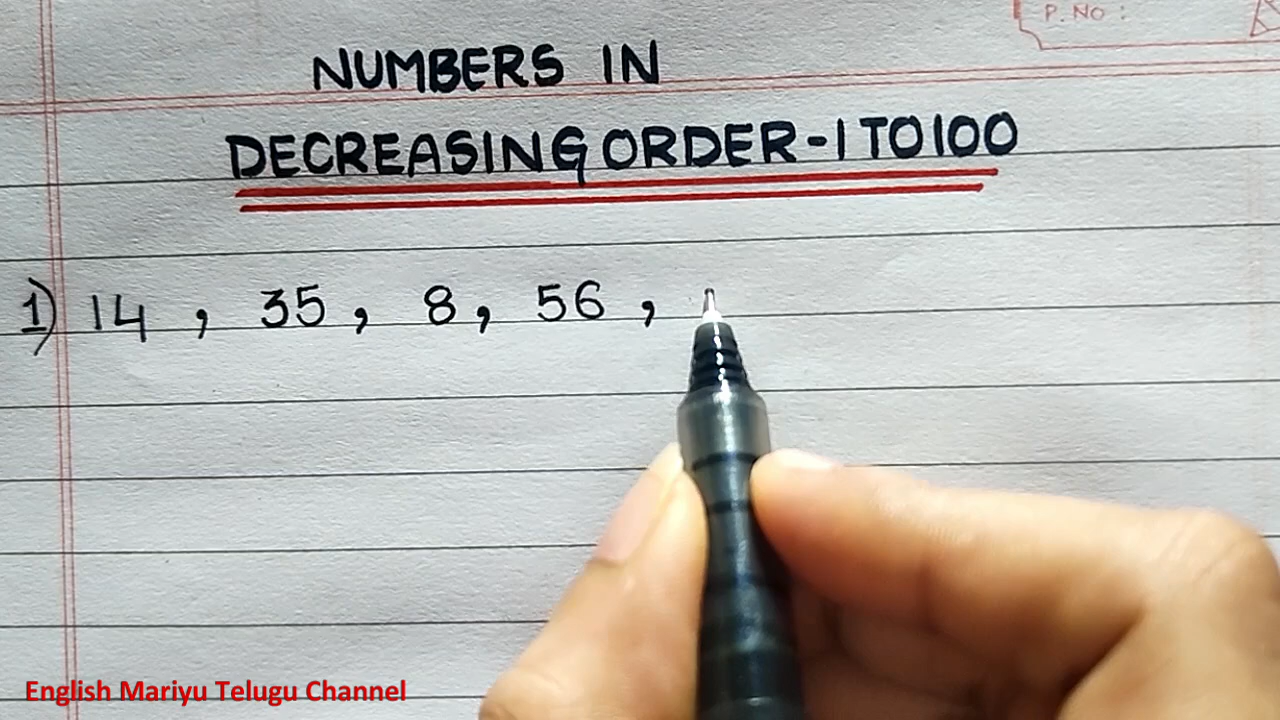 P. No :
NUMBERS IN
DECREASING ORDER - 1 TO 100
1) 14 , 35 , 8 , 56 ,
English Mariyu Telugu Channel